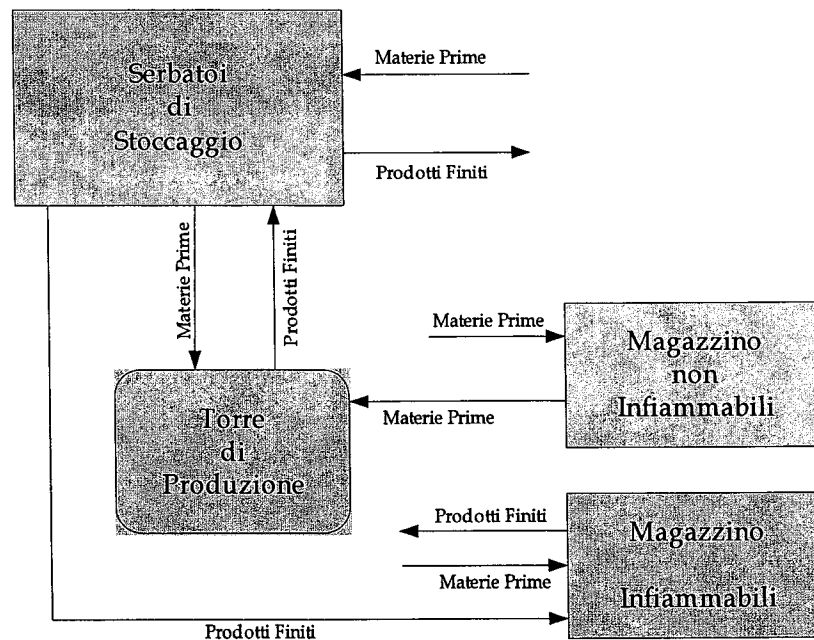 Serbatoi
di
Stoccaggio
Materie Prime
Prodotti Finiti
Materie Prime
Prodotti Finiti
Materie Prime
Magazzino
non
Infiammabili
Materie Prime
Torre
di
Produzione
Prodotti Finiti
Materie Prime
Magazzino
Infiammabili
Prodotti Finiti